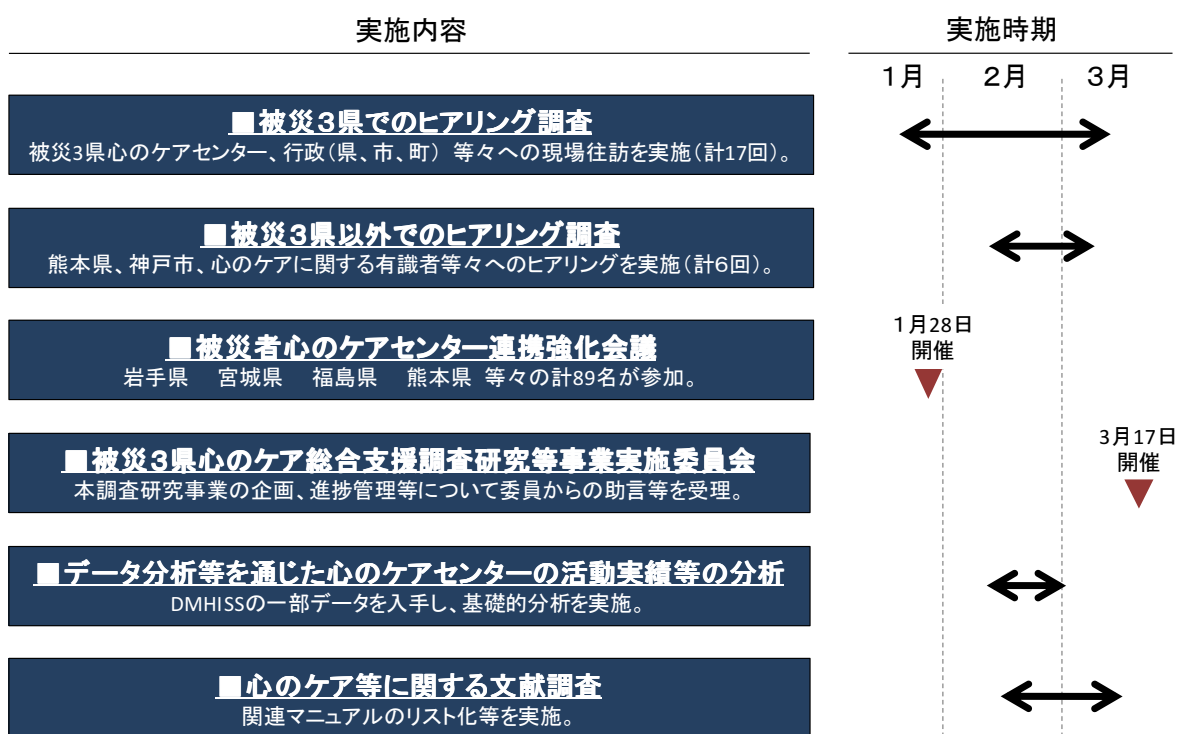 実施内容
実施時期
1月 2月 3月
■被災3県でのヒアリング調査
被災3県心のケアセンター、行政(県、市、町) 等々への現場往訪を実施(計17回)。
■被災3県以外でのヒアリング調査
熊本県、神戸市、心のケアに関する有識者等々へのヒアリングを実施(計6回)。
■被災者心のケアセンター連携強化会議
岩手県 宮城県 福島県 熊本県 等々の計89名が参加。
1月28日
開催
■被災3県心のケア総合支援調査研究等事業実施委員会
本調査研究事業の企画、進捗管理等について委員からの助言等を受理。
3月17日
開催
■データ分析等を通じた心のケアセンターの活動実績等の分析
DMHISSの一部データを入手し、基礎的分析を実施。
■心のケア等に関する文献調査
関連マニュアルのリスト化等を実施。